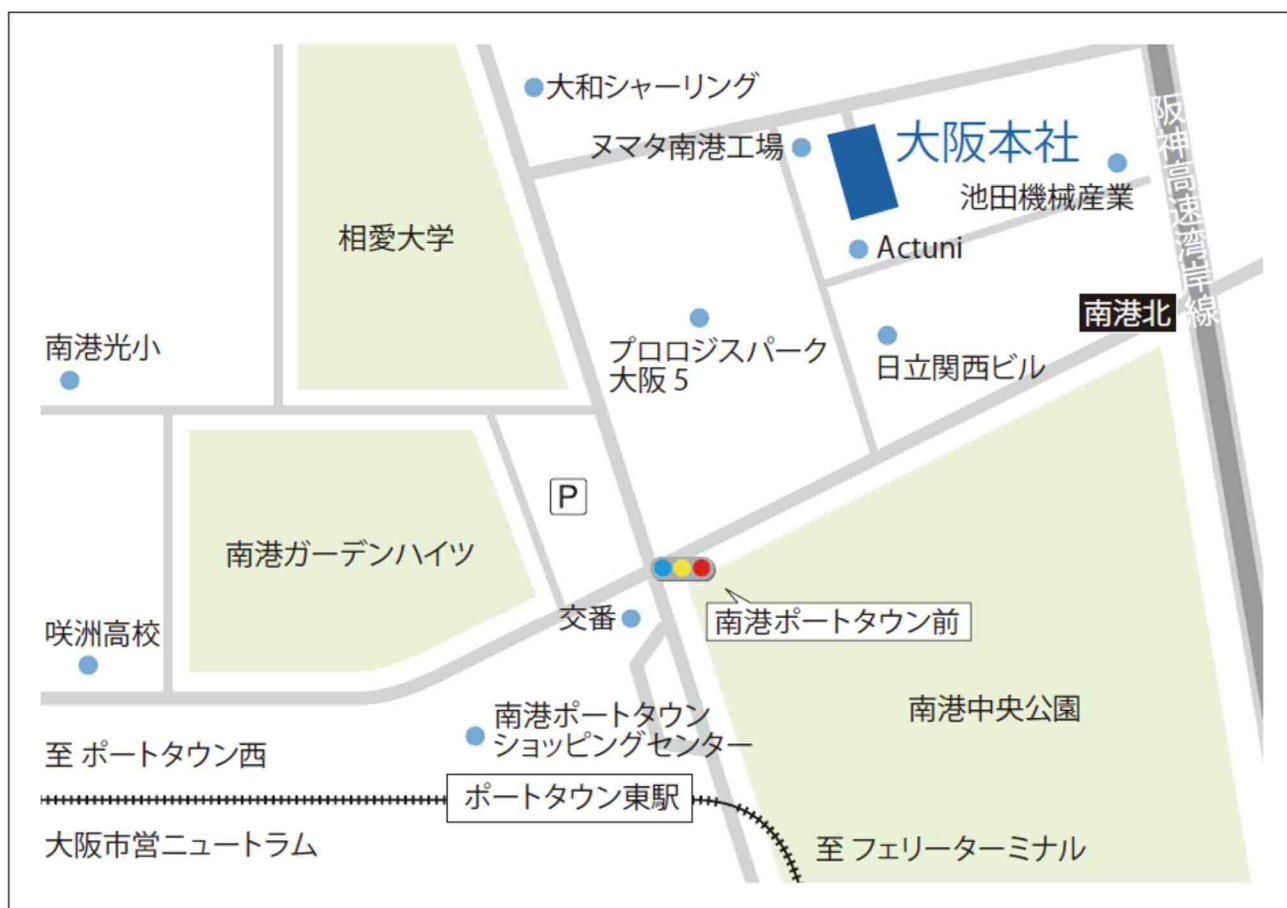 大和シャーリング
ヌマタ南港工場
大阪本社
池田機械産業
阪神高速湾岸線
相愛大学
Actuni
南港北
南港光小
プロロジスパーク
大阪 5
日立関西ビル
P
南港ガーデンハイツ
交番
南港ポートタウン前
咲洲高校
南港中央公園
南港ポートタウン
ショッピングセンター
至 ポートタウン西
ポートタウン東駅
大阪市営ニュートラム
至 フェリーターミナル